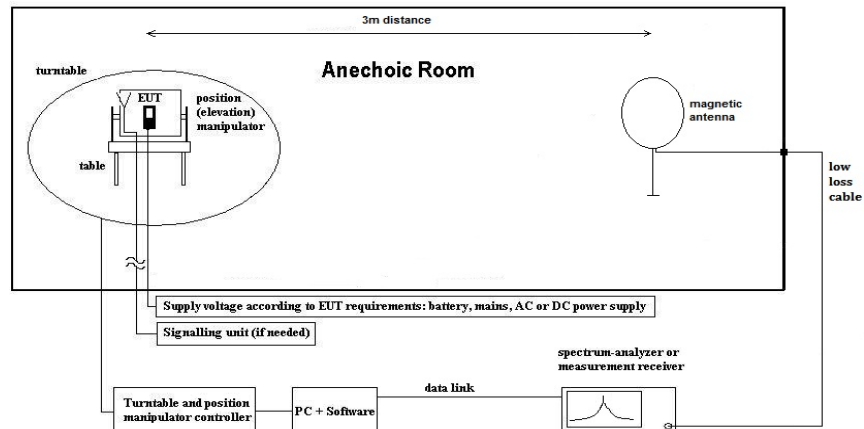 3m distance
Anechoic Room
turntable
EUT
position
(elevation)
manipulator
table
magnetic
antenna
low
loss
cable
Supply voltage according to EUT requirements: battery, mains, AC or DC power supply
Signalling unit (if needed)
spectrum-analyzer or
measurement receiver
Turntable and position
manipulator controller
PC + Software
data link